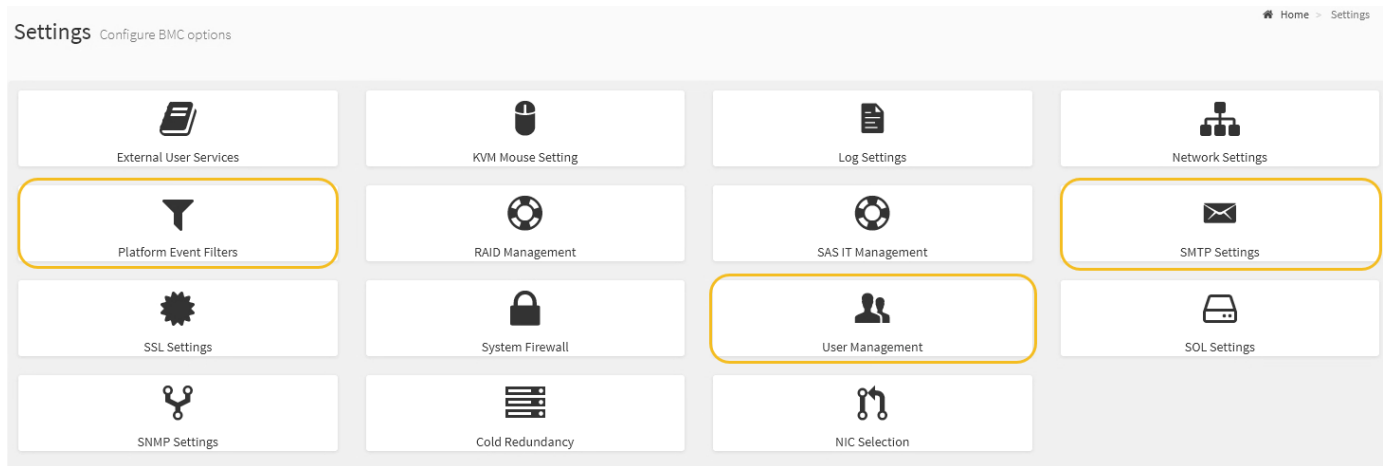 Settings Configure BMC options
Home > Settings
External User Services
KVM Mouse Setting
Log Settings
Network Settings
Platform Event Filters
RAID Management
SAS IT Management
SMTP Settings
SSL Settings
System Firewall
User Management
SOL Settings
SNMP Settings
Cold Redundancy
NIC Selection